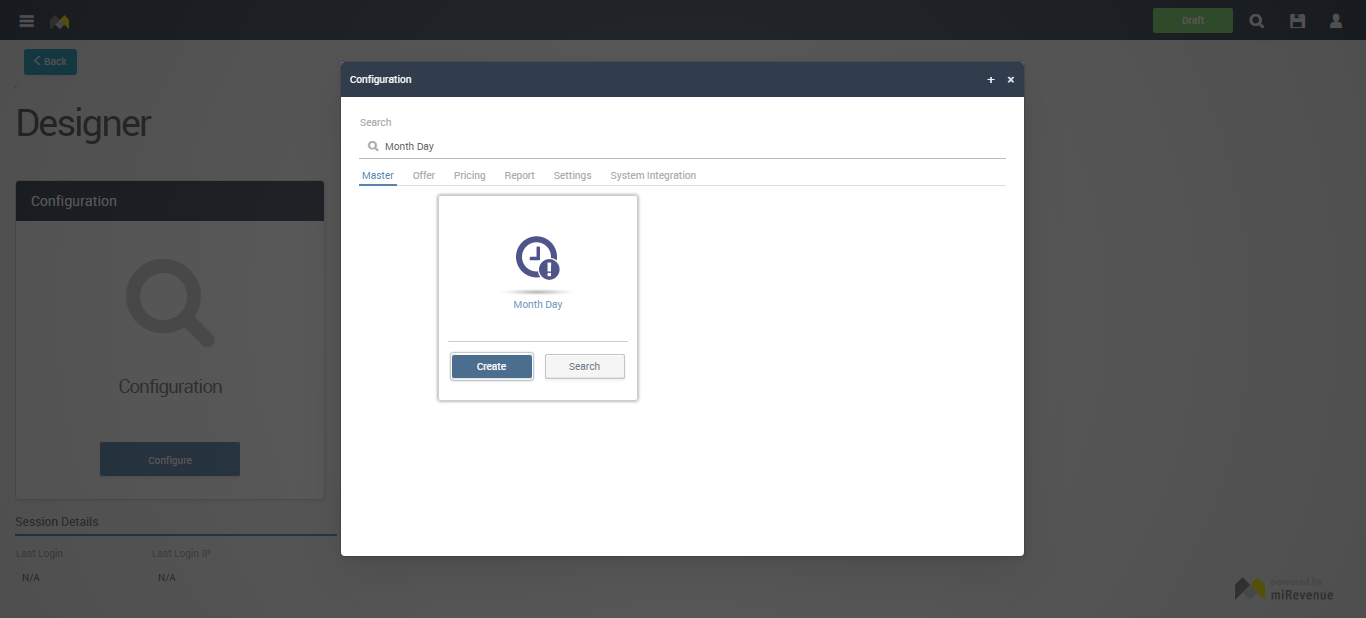 Draft
Back
Designer
Configuration
Configuration
Configure
Session Details
Last Login Last Login IP
N/A N/A
Configuration + ×
Search
Month Day
Master Offer Pricing Report Settings System Integration
Month Day
Create Search
powered by
miRevenue